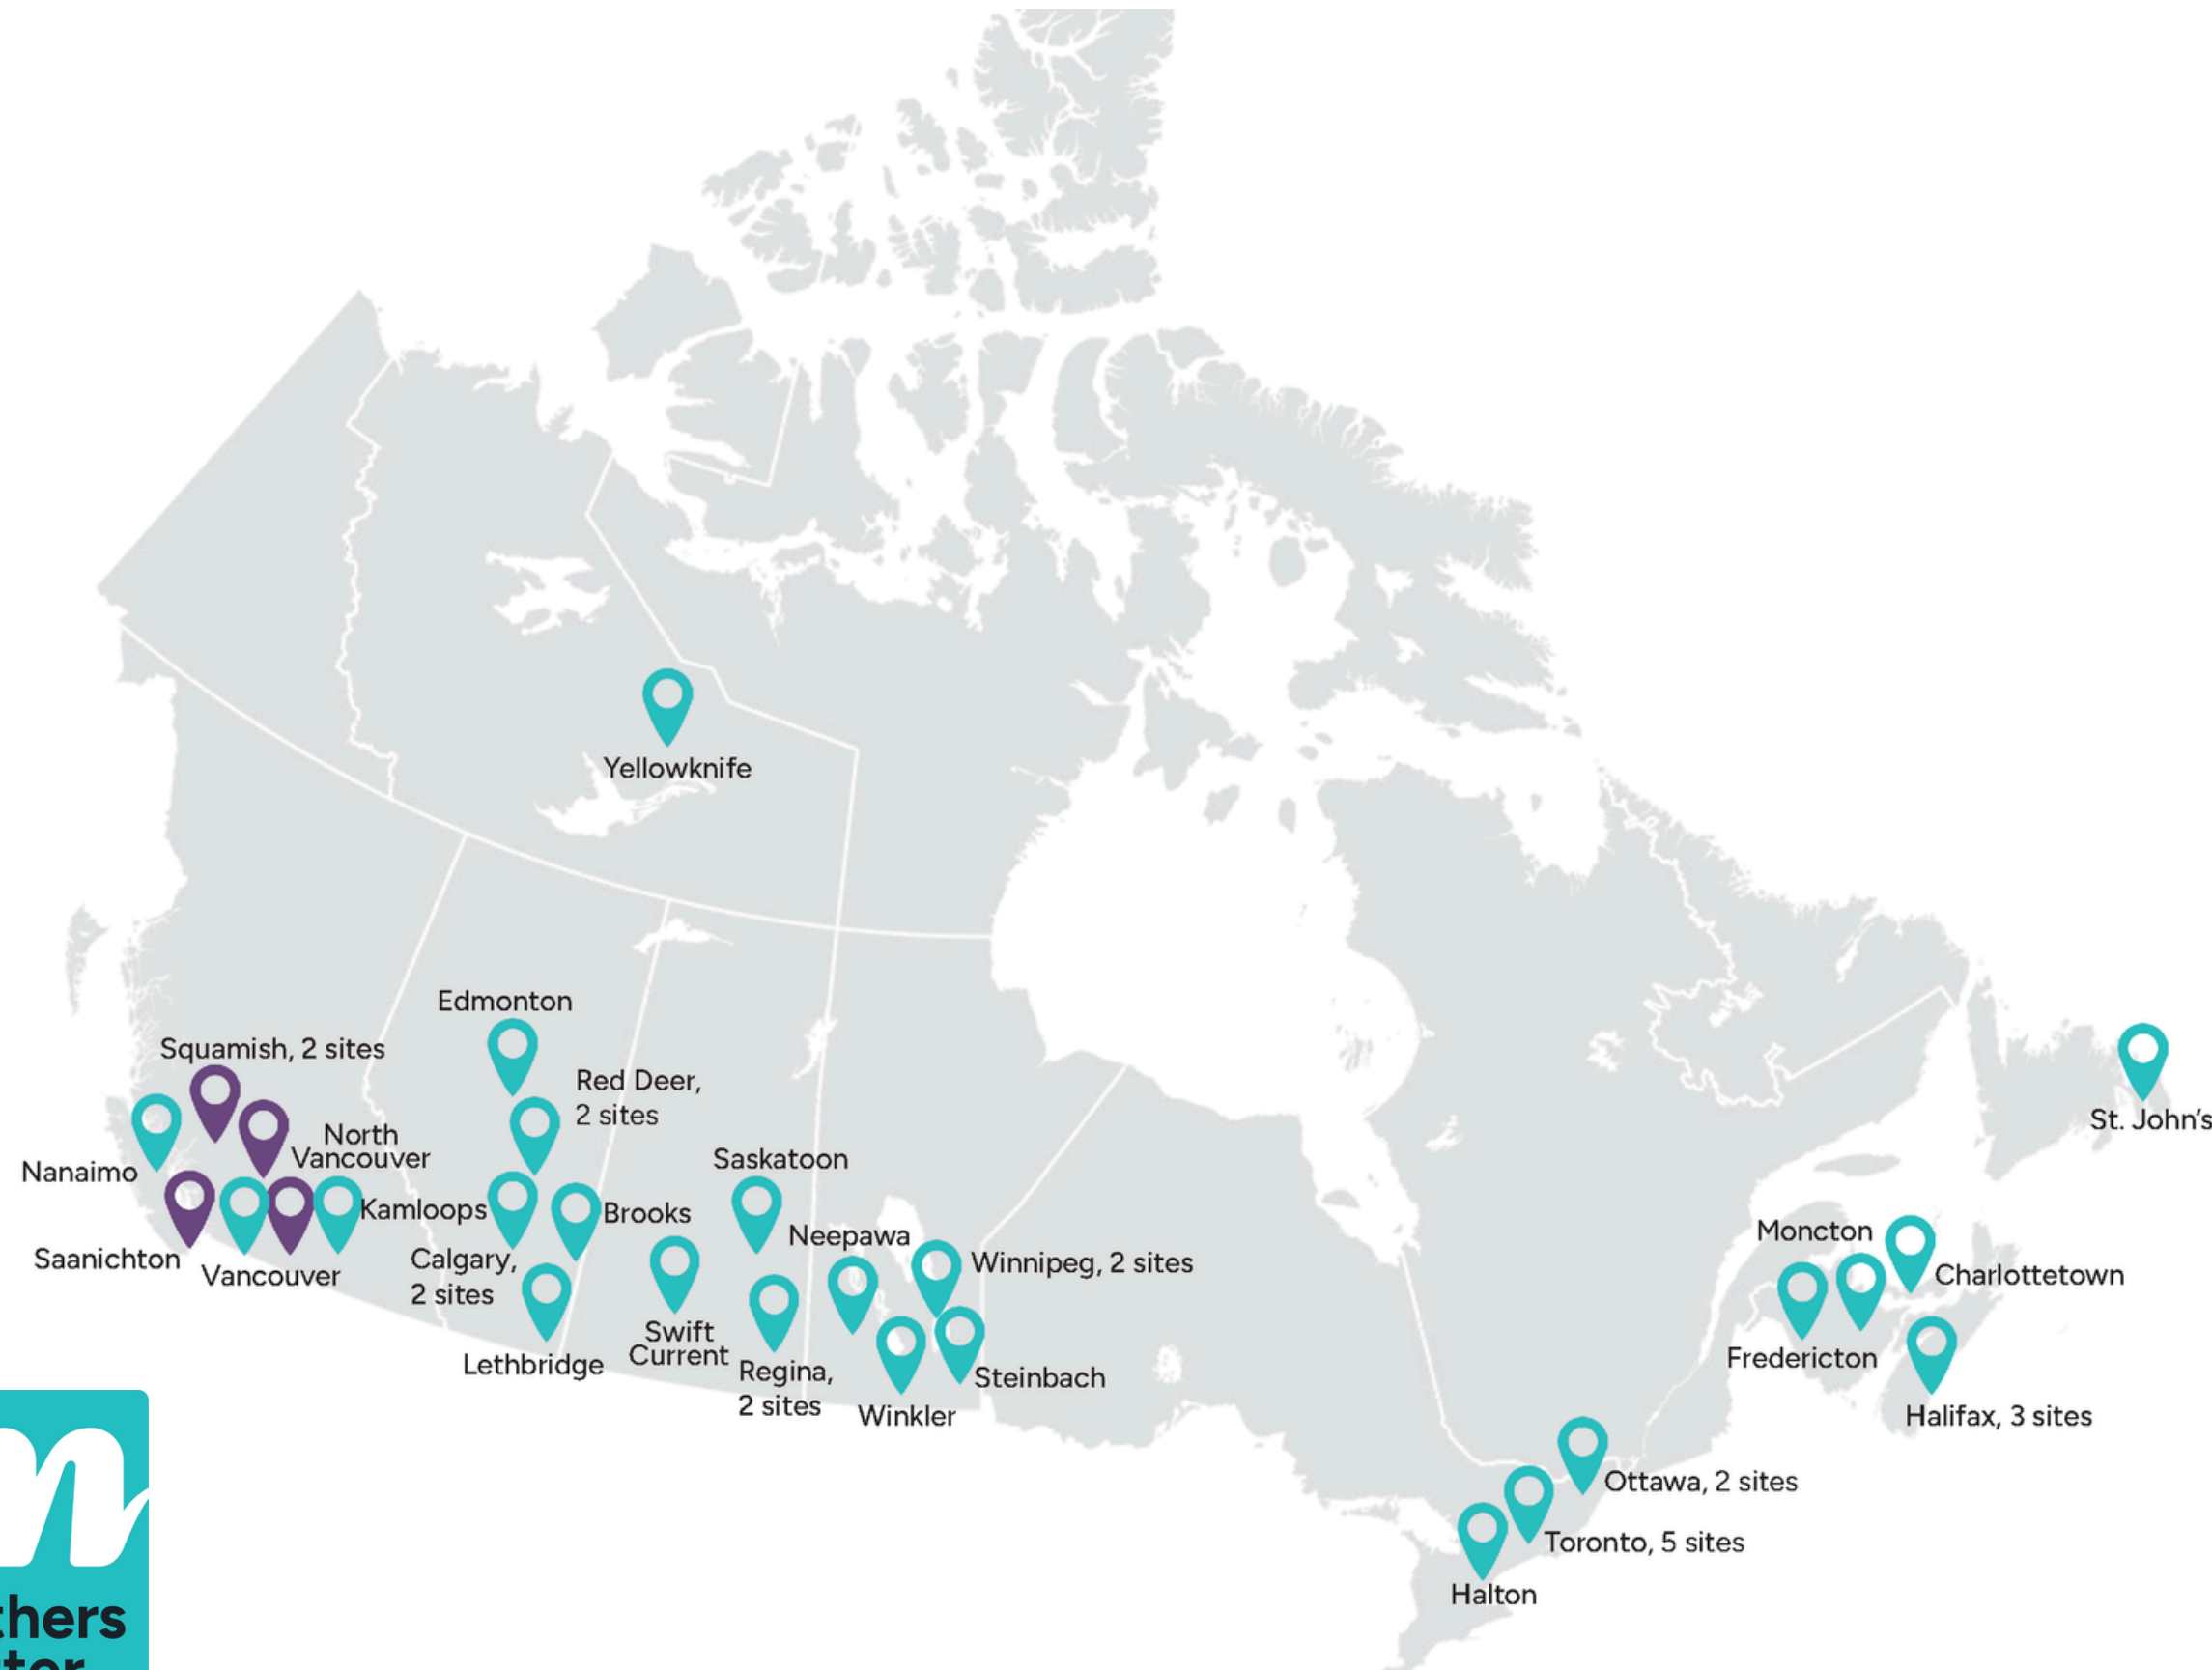 Yellowknife
Edmonton
Squamish, 2 sites
Red Deer,
2 sites
North
Vancouver
Nanaimo
Saskatoon
Kamloops
Brooks
Neepawa
Saanichton
Vancouver
Calgary,
2 sites
Winnipeg, 2 sites
Lethbridge
Swift
Current
Regina,
2 sites
Steinbach
Winkler
St. John's
Moncton
Charlottetown
Fredericton
Halifax, 3 sites
Ottawa, 2 sites
Toronto, 5 sites
Halton